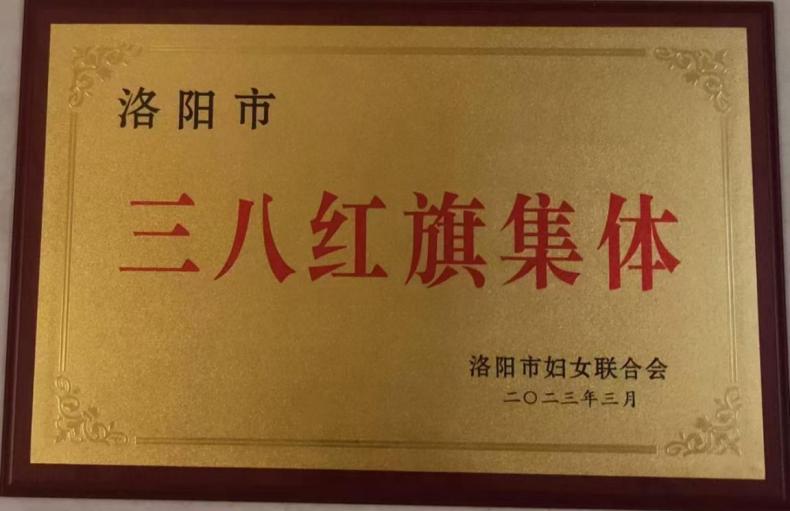 洛阳市
三八红旗集体
洛阳市妇女联合会
二〇二三年三月